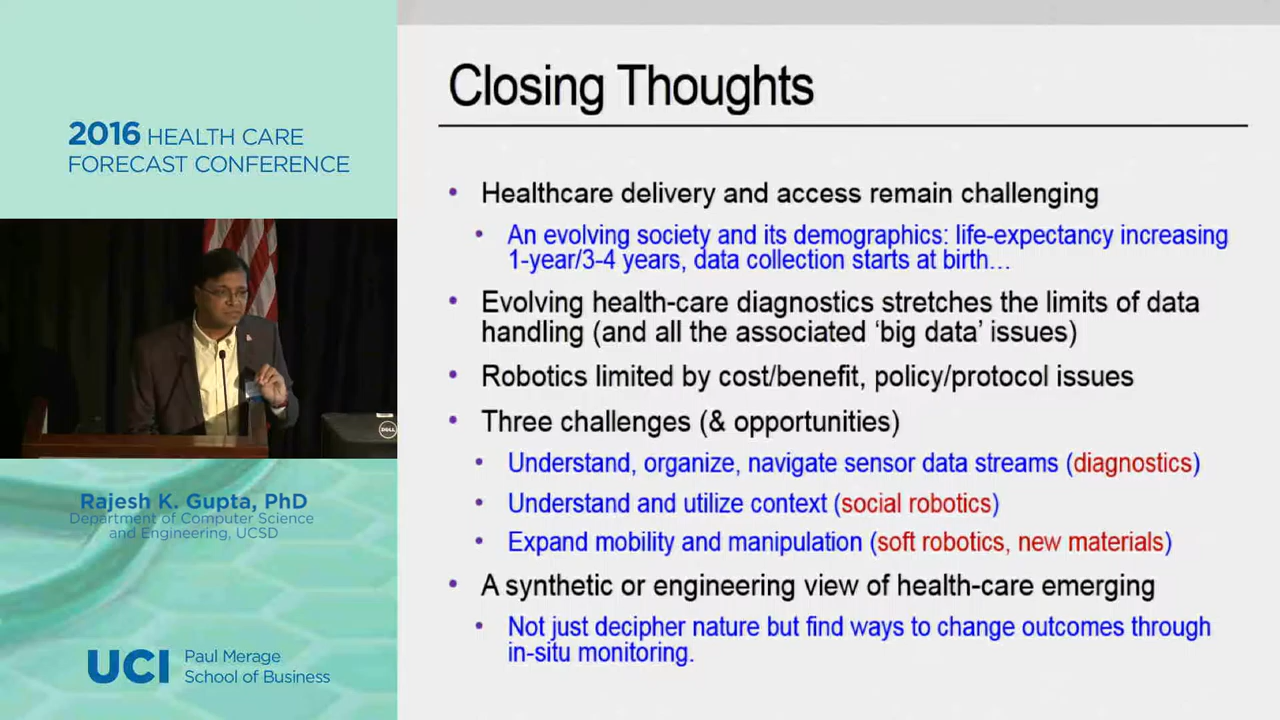 2016 HEALTH CARE
FORECAST CONFERENCE
DELL
Rajesh K. Gupta, PhD
Department of Computer Science
and Engineering, UCSD
UCI Paul Merage
School of Business
Closing Thoughts
• Healthcare delivery and access remain challenging
• An evolving society and its demographics: life-expectancy increasing
1-year/3-4 years, data collection starts at birth…
• Evolving health-care diagnostics stretches the limits of data
handling (and all the associated ‘big data’ issues)
• Robotics limited by cost/benefit, policy/protocol issues
• Three challenges (& opportunities)
• Understand, organize, navigate sensor data streams (diagnostics)
• Understand and utilize context (social robotics)
• Expand mobility and manipulation (soft robotics, new materials)
• A synthetic or engineering view of health-care emerging
• Not just decipher nature but find ways to change outcomes through
in-situ monitoring.